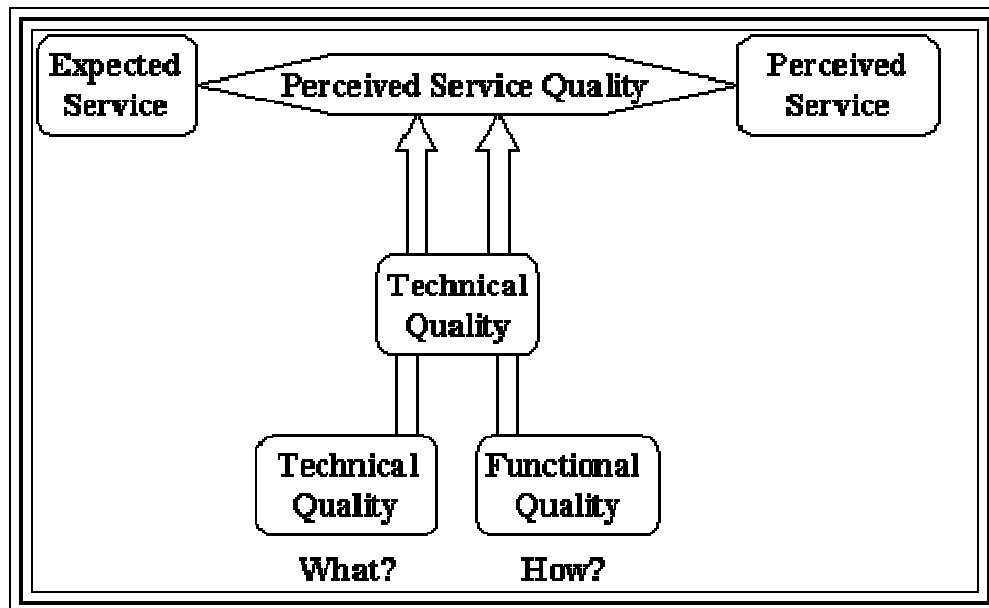 Expected
Service
Perceived Service Quality
Perceived
Service
Technical
Quality
Technical
Quality
Functional
Quality
What?
How?